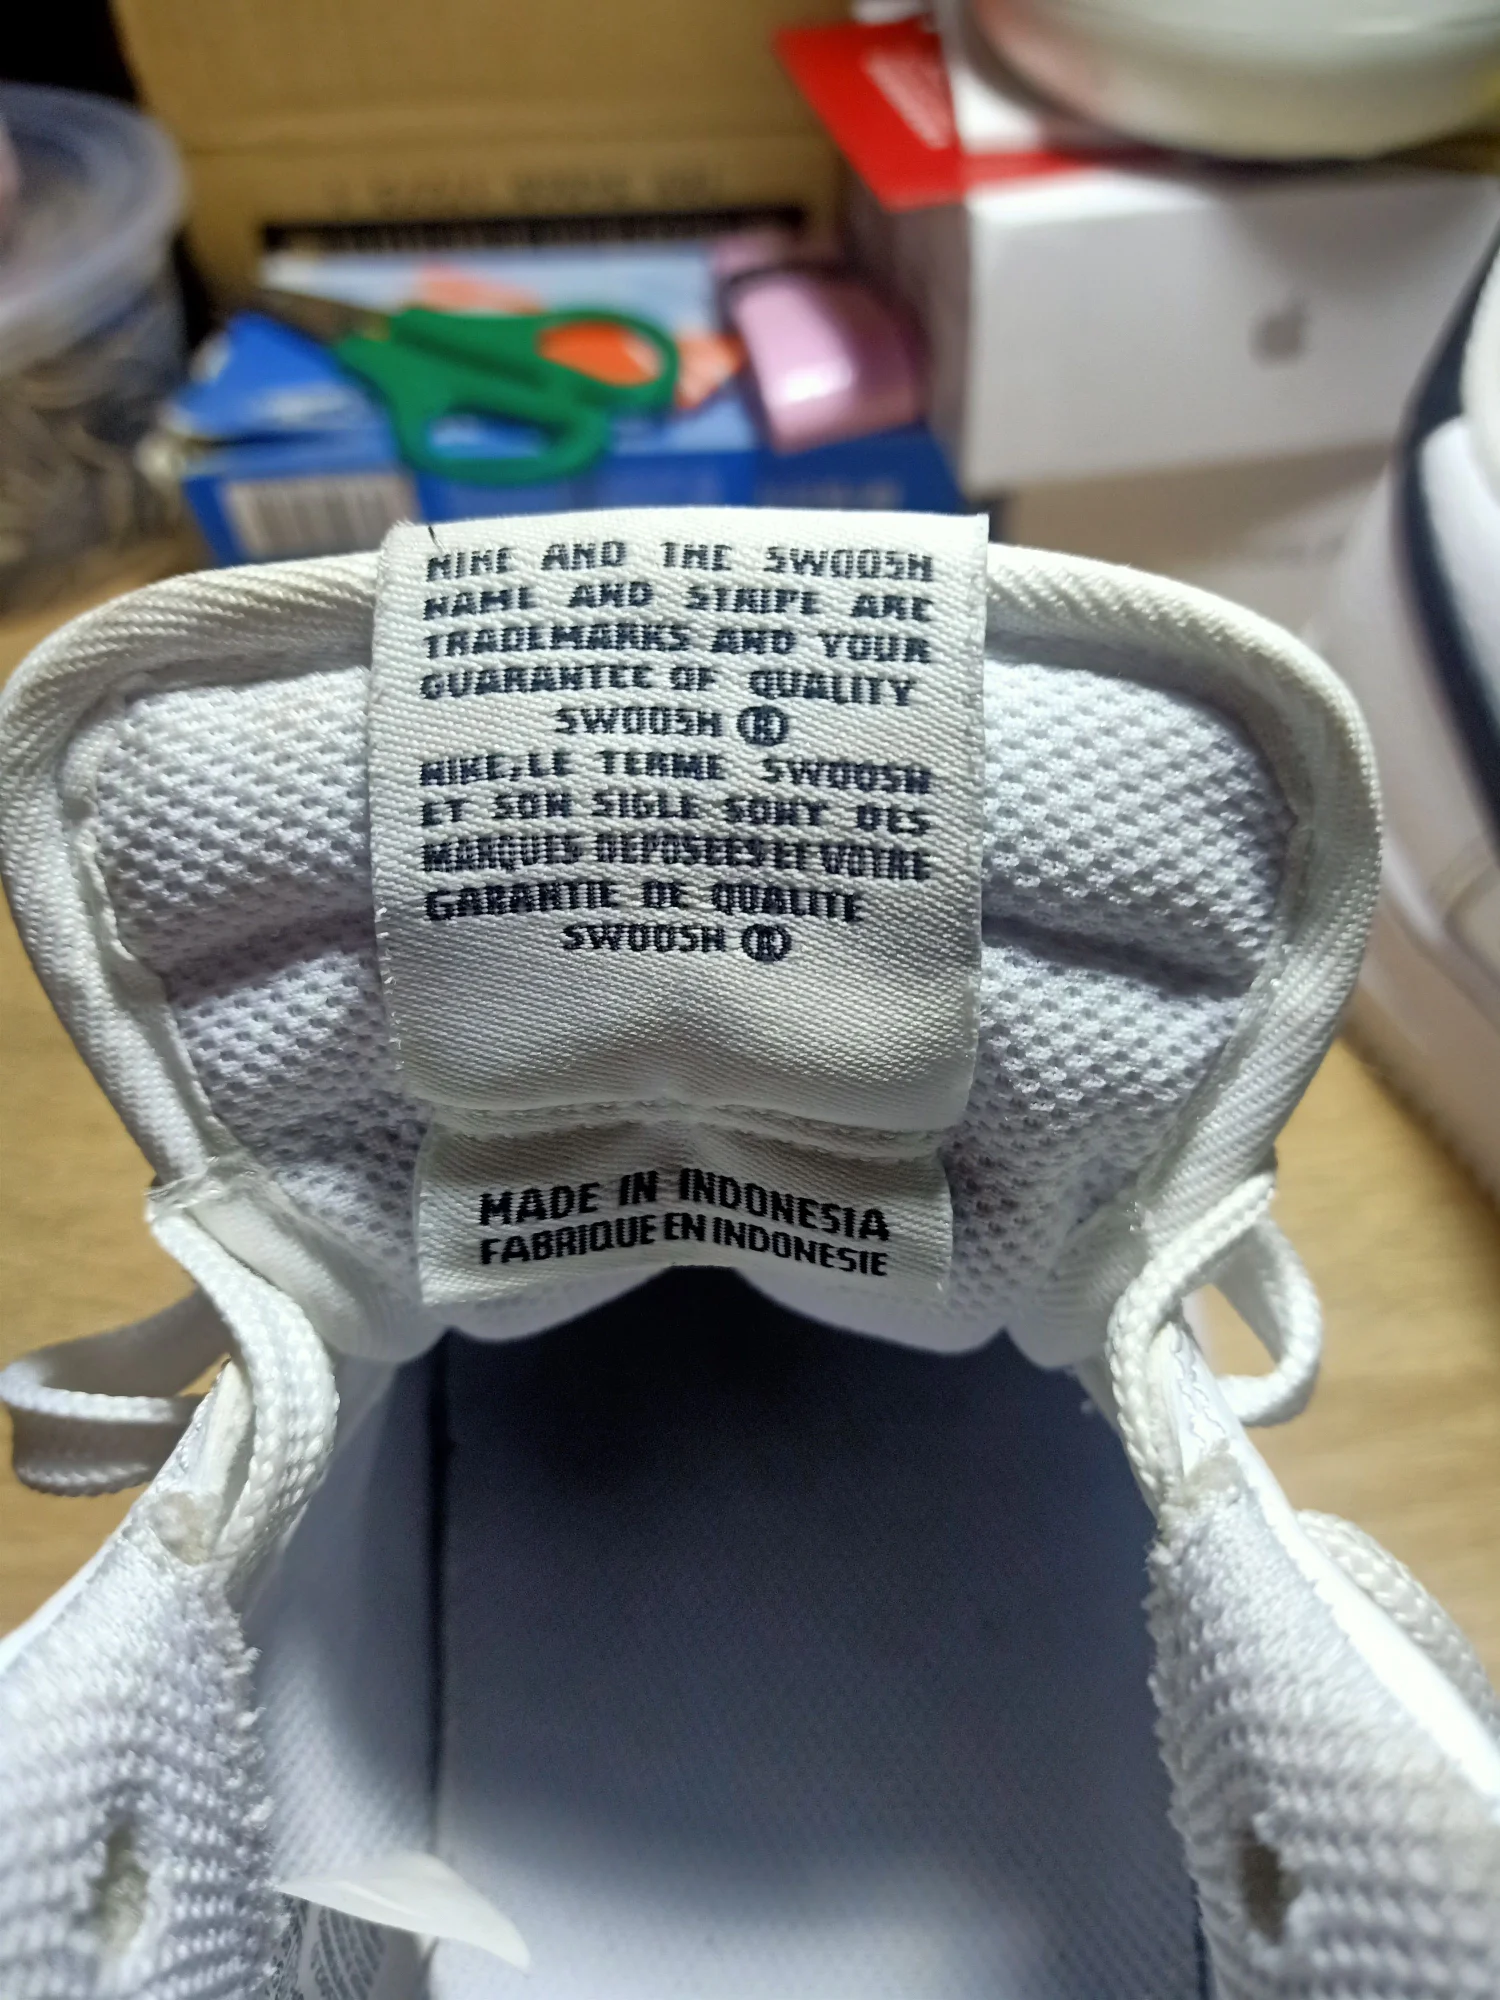 NIKE AND THE SWOOSH
NAME AND STRIPE ARE
TRADEMARKS AND YOUR
GUARANTEE OF QUALITY
SWOOSH ®
NIKE,LE TERME SWOOSH
ET SON SIGLE SONT DES
MARQUES DEPOSEES ET VOTRE
GARANTIE DE QUALITE
SWOOSH ®
MADE IN INDONESIA
FABRIQUE EN INDONESIE